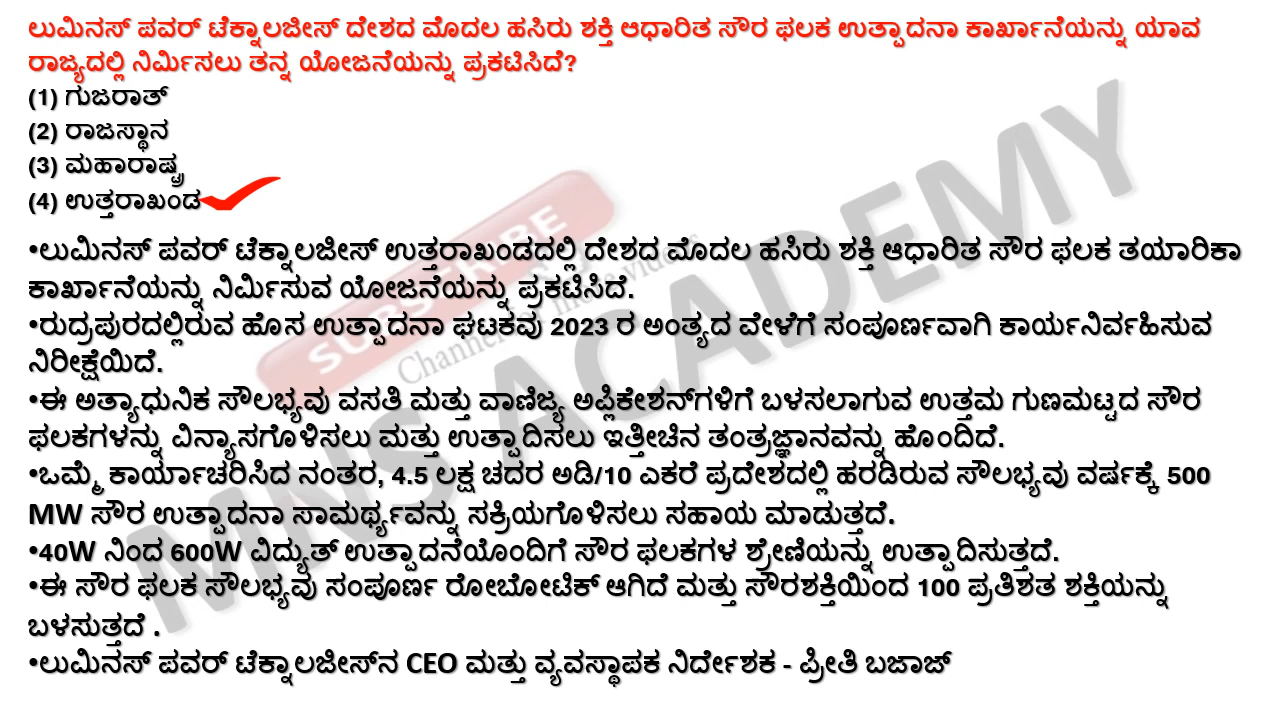 ಲುಮಿನಸ್ ಪವರ್ ಟೆಕ್ನಾಲಜೀಸ್ ದೇಶದ ಮೊದಲ ಹಸಿರು ಶಕ್ತಿ ಆಧಾರಿತ ಸೌರ ಫಲಕ ಉತ್ಪಾದನಾ ಕಾರ್ಖಾನೆಯನ್ನು ಯಾವ
ರಾಜ್ಯದಲ್ಲಿ ನಿರ್ಮಿಸಲು ತನ್ನ ಯೋಜನೆಯನ್ನು ಪ್ರಕಟಿಸಿದೆ?
(1) ಗುಜರಾತ್
(2) ರಾಜಸ್ಥಾನ
(3) ಮಹಾರಾಷ್ಟ್ರ
(4) ಉತ್ತರಾಖಂಡ
•ಲುಮಿನಸ್ ಪವರ್ ಟೆಕ್ನಾಲಜೀಸ್ ಉತ್ತರಾಖಂಡದಲ್ಲಿ ದೇಶದ ಮೊದಲ ಹಸಿರು ಶಕ್ತಿ ಆಧಾರಿತ ಸೌರ ಫಲಕ ತಯಾರಿಕಾ
ಕಾರ್ಖಾನೆಯನ್ನು ನಿರ್ಮಿಸುವ ಯೋಜನೆಯನ್ನು ಪ್ರಕಟಿಸಿದೆ.
•ರುದ್ರಪುರದಲ್ಲಿರುವ ಹೊಸ ಉತ್ಪಾದನಾ ಘಟಕವು 2023 ರ ಅಂತ್ಯದ ವೇಳೆಗೆ ಸಂಪೂರ್ಣವಾಗಿ ಕಾರ್ಯನಿರ್ವಹಿಸುವ
ನಿರೀಕ್ಷೆಯಿದೆ.
•ಈ ಅತ್ಯಾಧುನಿಕ ಸೌಲಭ್ಯವು ವಸತಿ ಮತ್ತು ವಾಣಿಜ್ಯ ಅಪ್ಲಿಕೇಶನ್‌ಗಳಿಗೆ ಬಳಸಲಾಗುವ ಉತ್ತಮ ಗುಣಮಟ್ಟದ ಸೌರ
ಫಲಕಗಳನ್ನು ವಿನ್ಯಾಸಗೊಳಿಸಲು ಮತ್ತು ಉತ್ಪಾದಿಸಲು ಇತ್ತೀಚಿನ ತಂತ್ರಜ್ಞಾನವನ್ನು ಹೊಂದಿದೆ.
•ಒಮ್ಮೆ ಕಾರ್ಯಾಚರಿಸಿದ ನಂತರ, 4.5 ಲಕ್ಷ ಚದರ ಅಡಿ/10 ಎಕರೆ ಪ್ರದೇಶದಲ್ಲಿ ಹರಡಿರುವ ಸೌಲಭ್ಯವು ವರ್ಷಕ್ಕೆ 500
MW ಸೌರ ಉತ್ಪಾದನಾ ಸಾಮರ್ಥ್ಯವನ್ನು ಸಕ್ರಿಯಗೊಳಿಸಲು ಸಹಾಯ ಮಾಡುತ್ತದೆ.
•40W ನಿಂದ 600W ವಿದ್ಯುತ್ ಉತ್ಪಾದನೆಯೊಂದಿಗೆ ಸೌರ ಫಲಕಗಳ ಶ್ರೇಣಿಯನ್ನು ಉತ್ಪಾದಿಸುತ್ತದೆ.
•ಈ ಸೌರ ಫಲಕ ಸೌಲಭ್ಯವು ಸಂಪೂರ್ಣ ರೋಬೋಟಿಕ್ ಆಗಿದೆ ಮತ್ತು ಸೌರಶಕ್ತಿಯಿಂದ 100 ಪ್ರತಿಶತ ಶಕ್ತಿಯನ್ನು
ಬಳಸುತ್ತದೆ .
•ಲುಮಿನಸ್ ಪವರ್ ಟೆಕ್ನಾಲಜೀಸ್‌ನ CEO ಮತ್ತು ವ್ಯವಸ್ಥಾಪಕ ನಿರ್ದೇಶಕ - ಪ್ರೀತಿ ಬಜಾಜ್
SUBSCRIBE
Channel for more videos
MNS ACADEMY